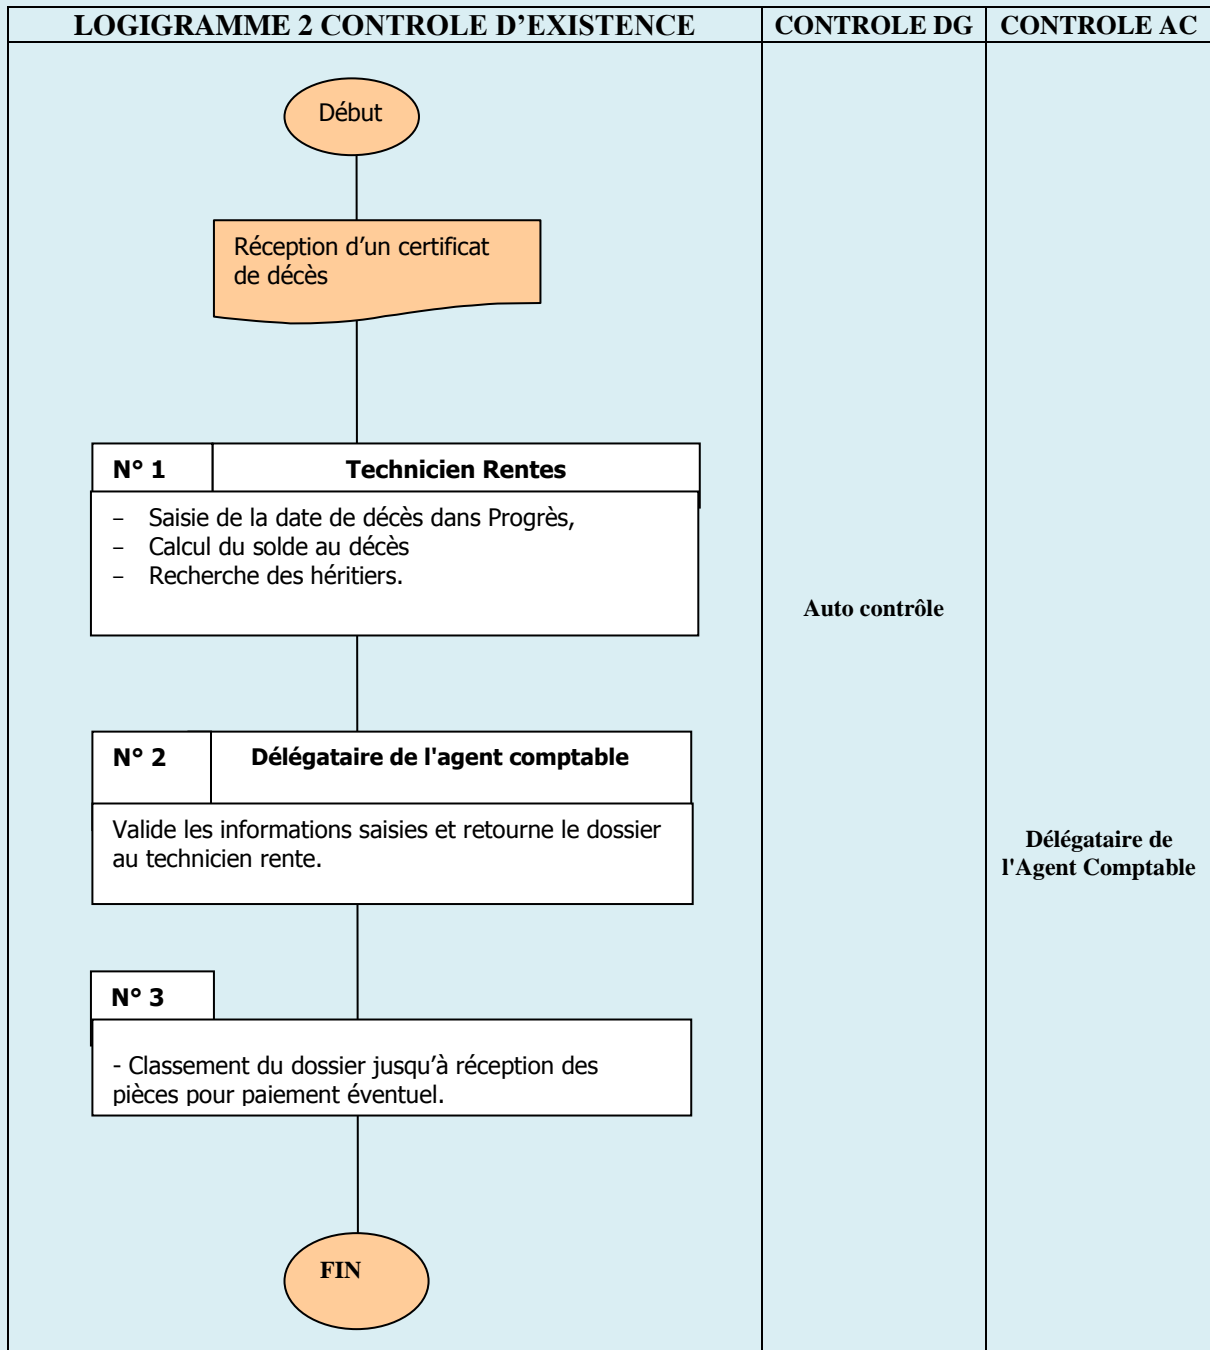 LOGIGRAMME 2 CONTROLE D’EXISTENCE
CONTROLE DG
CONTROLE AC
Début
Réception d’un certificat
de décès
N° 1
Technicien Rentes
– Saisie de la date de décès dans Progrès,
– Calcul du solde au décès
– Recherche des héritiers.
Auto contrôle
N° 2
Délégataire de l'agent comptable
Valide les informations saisies et retourne le dossier
au technicien rente.
Délégataire de
l'Agent Comptable
N° 3
- Classement du dossier jusqu’à réception des
pièces pour paiement éventuel.
FIN